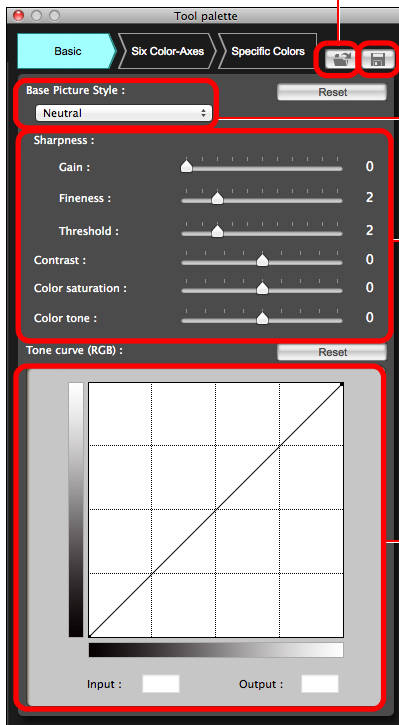 Tool palette
Basic Six Color-Axes Specific Colors
Base Picture Style : Reset
Neutral
Sharpness :
Gain : 0
Fineness : 2
Threshold : 2
Contrast : 0
Color saturation : 0
Color tone : 0
Tone curve (RGB) : Reset
Input : Output :